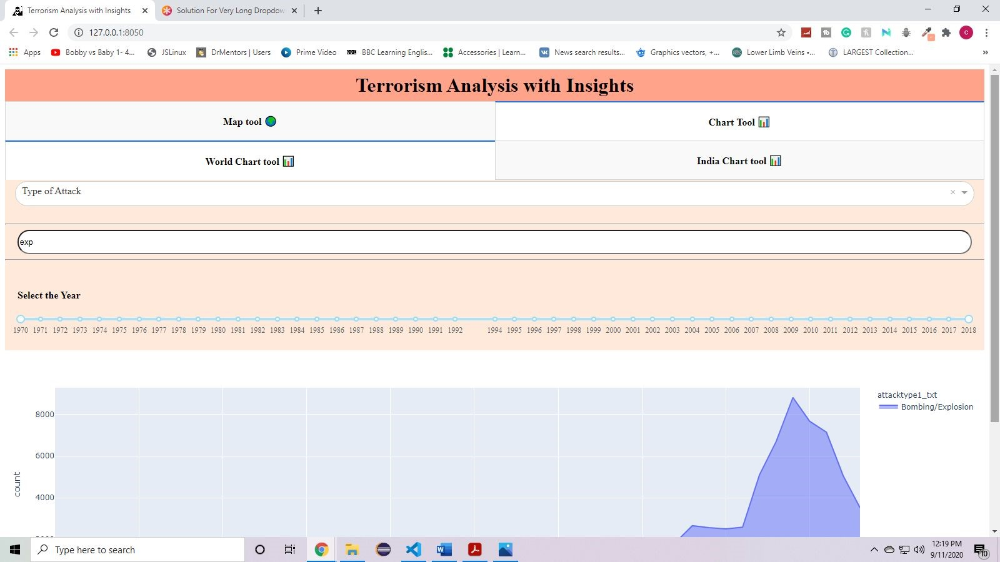 Terrorism Analysis with Insights
Solution For Very Long Dropdow
127.0.0.1:8050
Apps
Bobby vs Baby 1- 4...
JSLinux
DrMentors | Users
Prime Video
BBC
BBC Learning Englis...
Accessories | Learn...
News search results...
Graphics vectors, +...
Lower Limb Veins •...
LARGEST Collection...
»
Terrorism Analysis with Insights
Map tool
Chart Tool
World Chart tool
India Chart tool
Type of Attack
exp
Select the Year
1970 1971 1972 1973 1974 1975 1976 1977 1978 1979 1980 1981 1982 1983 1984 1985 1986 1987 1988 1989 1990 1991 1992 1994 1995 1996 1997 1998 1999 2000 2001 2002 2003 2004 2005 2006 2007 2008 2009 2010 2011 2012 2013 2014 2015 2016 2017 2018
attacktype1_txt
Bombing/Explosion
8000
6000
4000
count
Type here to search
12:19 PM
9/11/2020
10